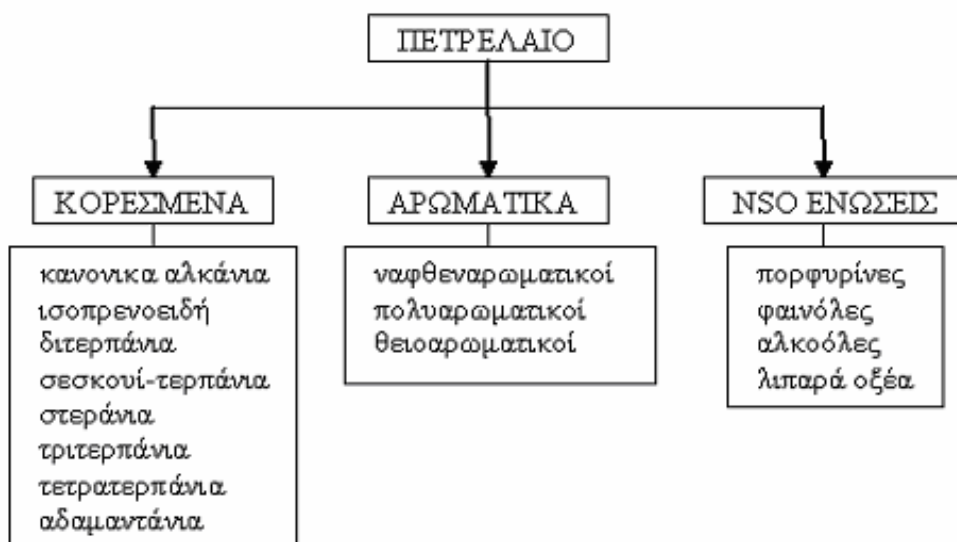 ΠΕΤΡΕΛΑΙΟ
ΚΟΡΕΣΜΕΝΑ
κανονικα αλκάνια
ισοπρενοειδή
διτερπάνια
σεσκουί-τερπάνια
στεράνια
τριτερπάνια
τετρατερπάνια
αδαμαντάνια
ΑΡΩΜΑΤΙΚΑ
ναφθεναρωματικοί
πολυαρωματικοί
θειοαρωματικοί
NSO ΕΝΩΣΕΙΣ
πορφυρίνες
φαινόλες
αλκοόλες
λιπαρά οξέα